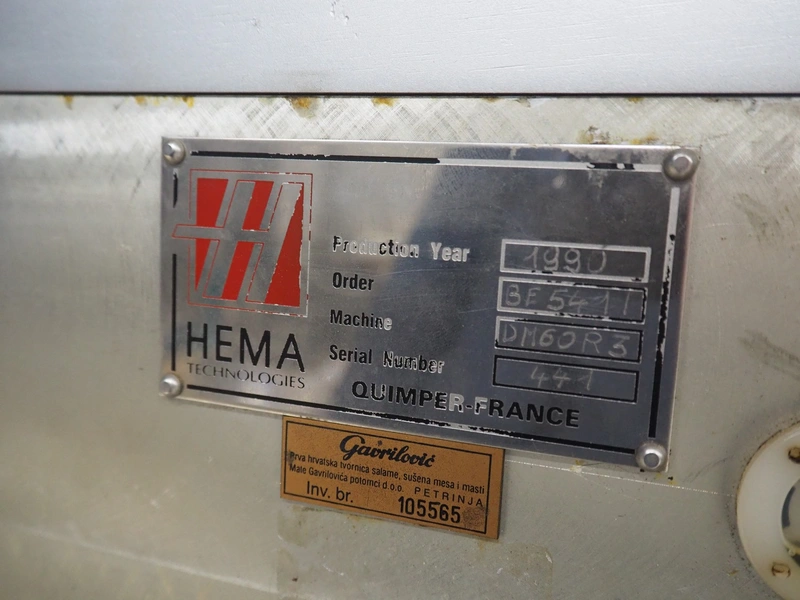 H
HEMA
TECHNOLOGIES
Production Year 1990
Order BF5411
Machine DM60R3
Serial Number 441
QUIMPER-FRANCE
Gavrilović
Prva hrvatska tvornica salame, sušena mesa i masti
Mate Gavrilovića potomci d.o.o. PETRINJA
Inv. br. 105565